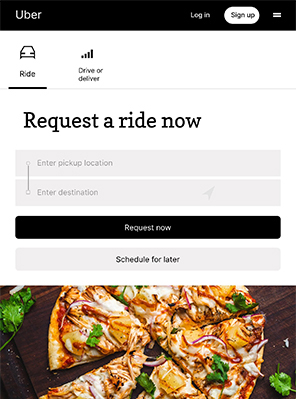 Uber
Log in
Sign up
Ride
Drive or
deliver
Request a ride now
Enter pickup location
Enter destination
Request now
Schedule for later